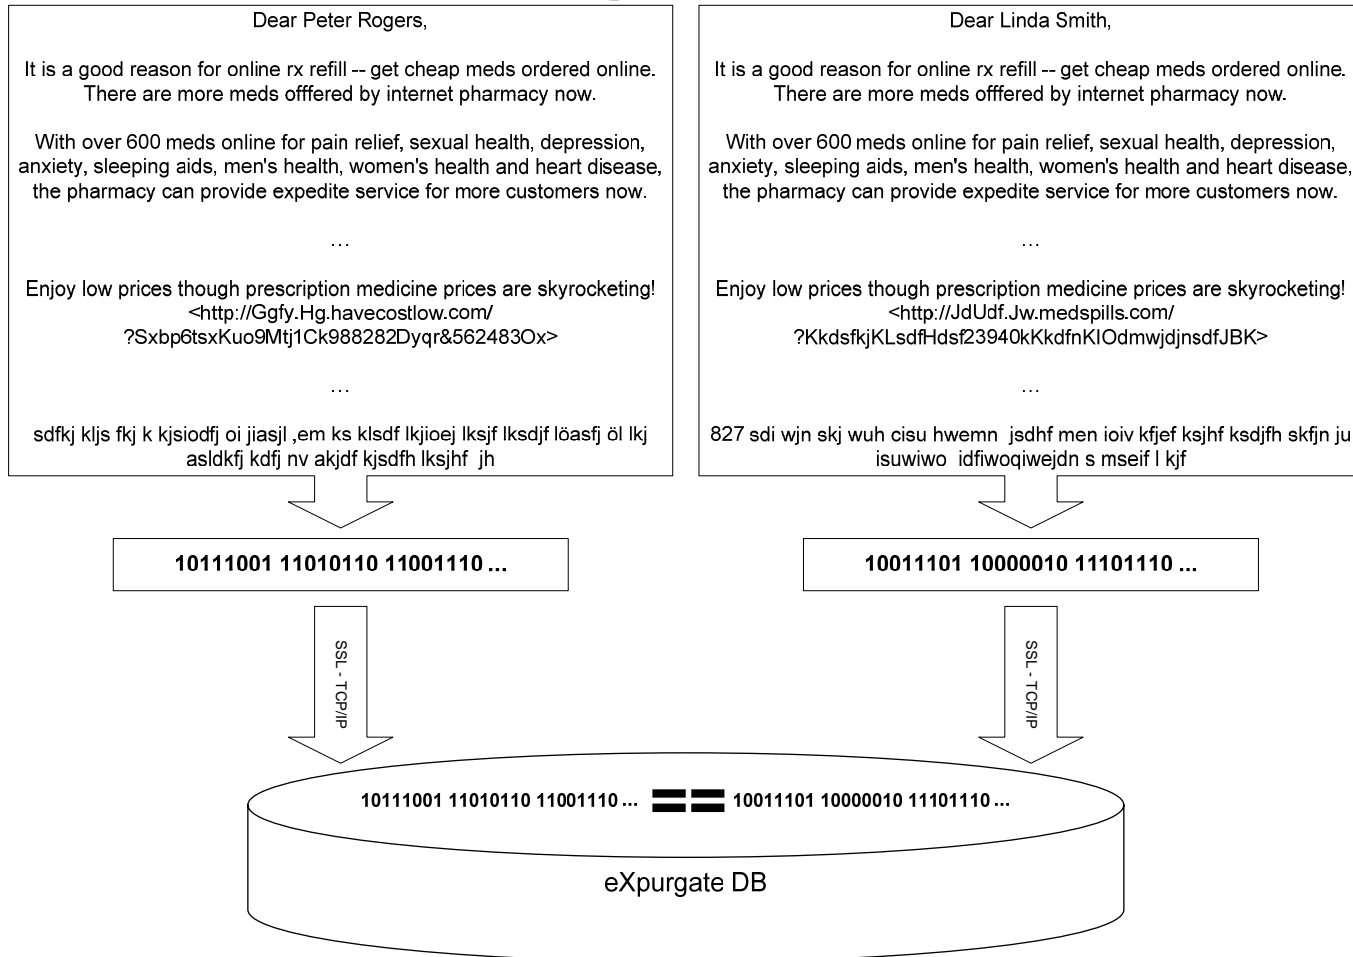 Dear Peter Rogers,
It is a good reason for online rx refill -- get cheap meds ordered online.
There are more meds offfered by internet pharmacy now.
With over 600 meds online for pain relief, sexual health, depression,
anxiety, sleeping aids, men's health, women's health and heart disease,
the pharmacy can provide expedite service for more customers now.
...
Enjoy low prices though prescription medicine prices are skyrocketing!
<http://Ggfy.Hg.havecostlow.com/
?Sxbp6tsxKuo9Mtj1Ck988282Dyqr&562483Ox>
...
sdfkj kljs fkj k kjsiodfj oi jiasjl ,em ks klsdf lkjioej lksjf lksdjf löasfj öl lkj
asldkfj kdfj nv akjdf kjsdfh lksjhf jh
10111001 11010110 11001110 ...
SSL - TCP/IP
Dear Linda Smith,
It is a good reason for online rx refill -- get cheap meds ordered online.
There are more meds offfered by internet pharmacy now.
With over 600 meds online for pain relief, sexual health, depression,
anxiety, sleeping aids, men's health, women's health and heart disease,
the pharmacy can provide expedite service for more customers now.
...
Enjoy low prices though prescription medicine prices are skyrocketing!
<http://JdUdf.Jw.medspills.com/
?KkdsfkjKLsdfHdsf23940kKkdfnKIOdmwjdjnsdfJBK>
...
827 sdi wjn skj wuh cisu hwemn jsdhf men ioiv kfjef ksjhf ksdjfh skfjn ju
isuwiwo idfiwoqiwejdn s mseif l kjf
10011101 10000010 11101110 ...
SSL - TCP/IP
10111001 11010110 11001110 ... == 10011101 10000010 11101110 ...
eXpurgate DB